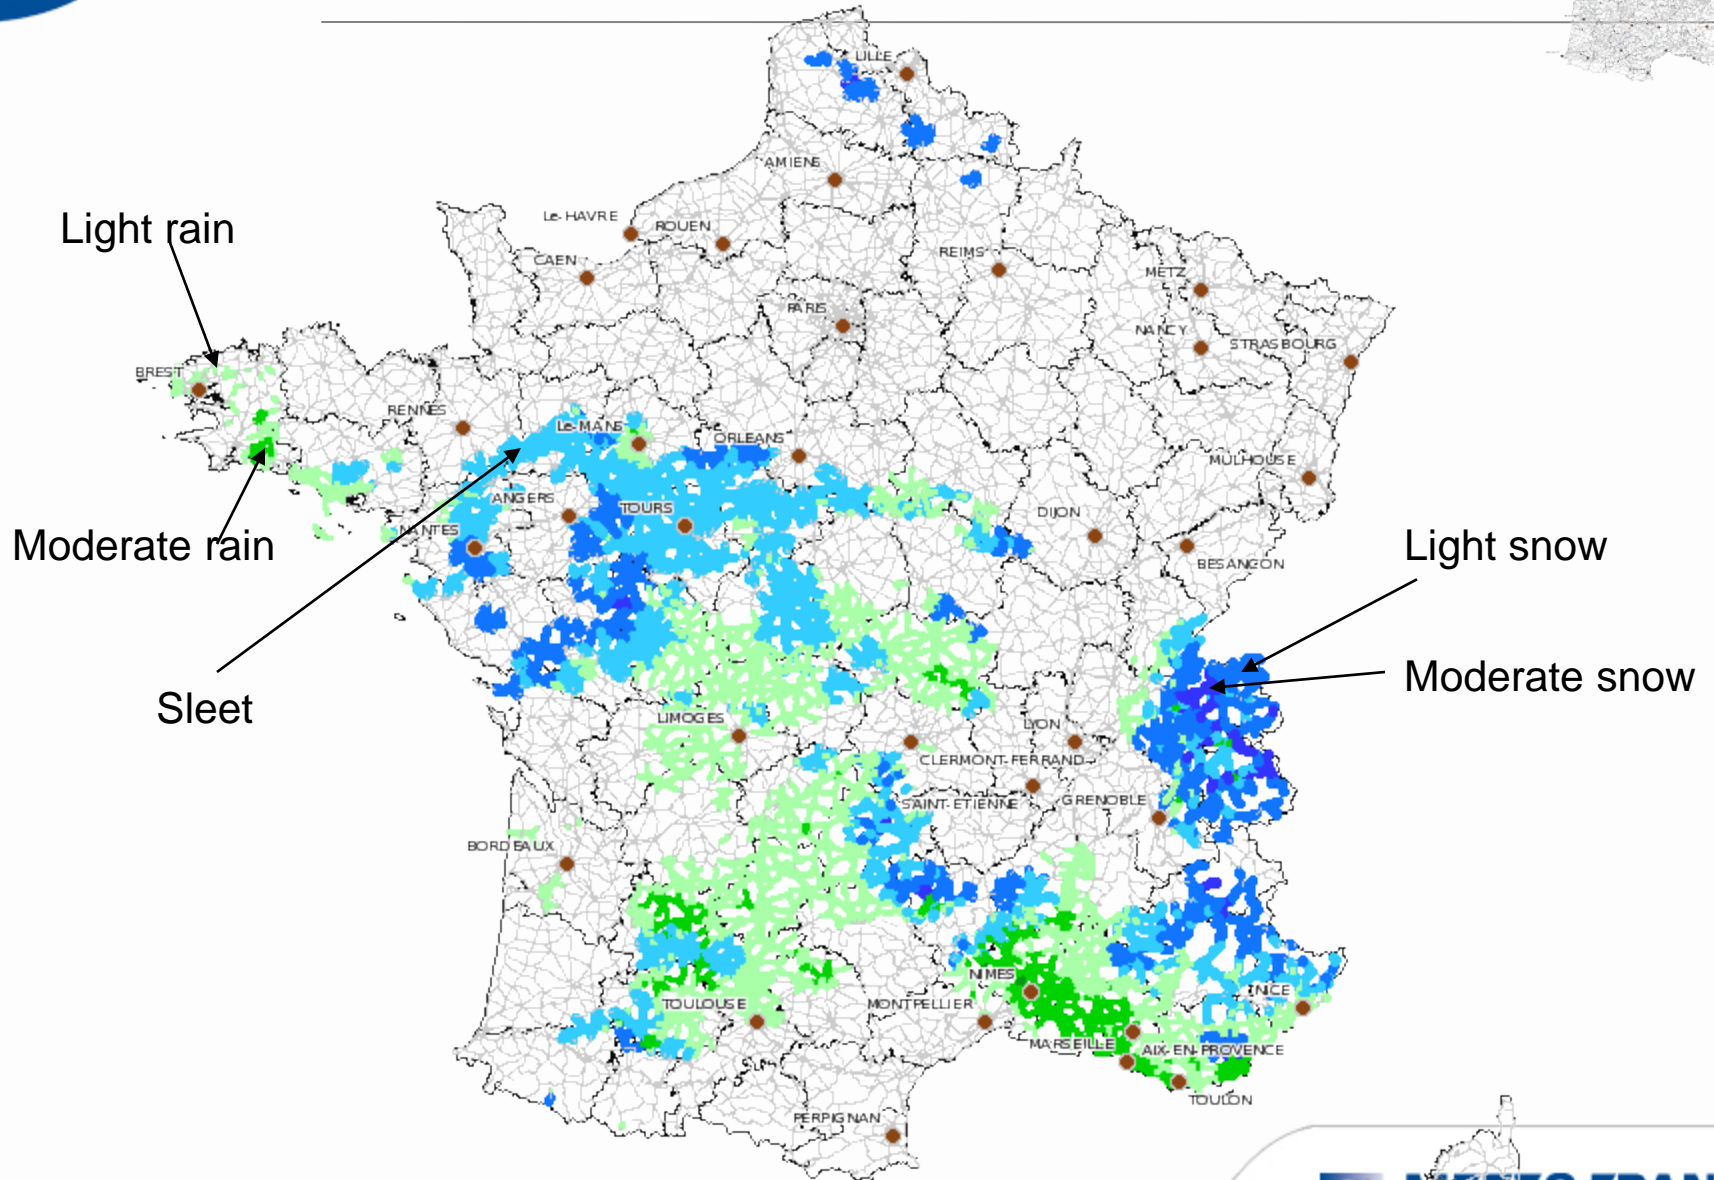 LILLE
AMIENS
Light rain
Le-HAVRE
ROUEN
CAEN
REIMS
METZ
PARIS
NANCY
STRASBOURG
BREST
RENNES
Le-MANS
ORLEANS
MULHOUSE
ANGERS
TOURS
DIJON
NANTES
Moderate rain
Light snow
BESANCON
Moderate snow
Sleet
LIMOGES
LYON
CLERMONT-FERRAND
SAINT-ETIENNE
GRENOBLE
BORDEAUX
NIMES
NICE
TOULOUSE
MONTPELLIER
MARSEILLE
AIX-EN-PROVENCE
TOULON
PERPIGNAN